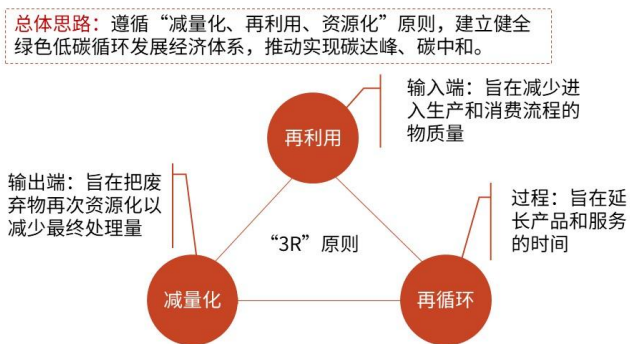 总体思路：遵循“减量化、再利用、资源化”原则，建立健全
绿色低碳循环发展经济体系，推动实现碳达峰、碳中和。
再利用
输入端：旨在减少进
入生产和消费流程的
物质量
输出端：旨在把废
弃物再次资源化以
减少最终处理量
“3R”原则
过程：旨在延
长产品和服务
的时间
减量化
再循环